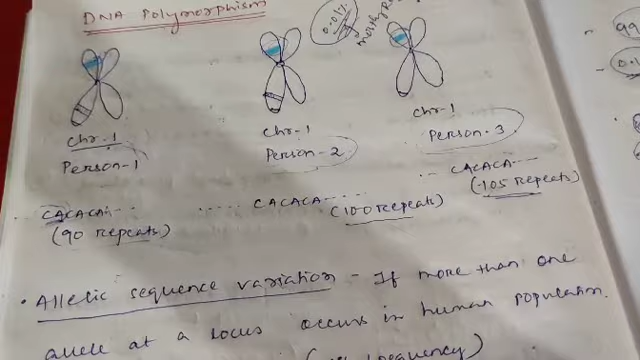 DNA Polymorphism
0.01%
99
Chr-1
Chr-1
Chr-1
Person-1
Person-2
Person-3
... CACACA... ..... CACACA..... .. CACACA....
(90 repeats) (100 repeats) (105 repeats)
• Allelic sequence variation - If more than one
allele at a locus occurs in human population.
frequency)